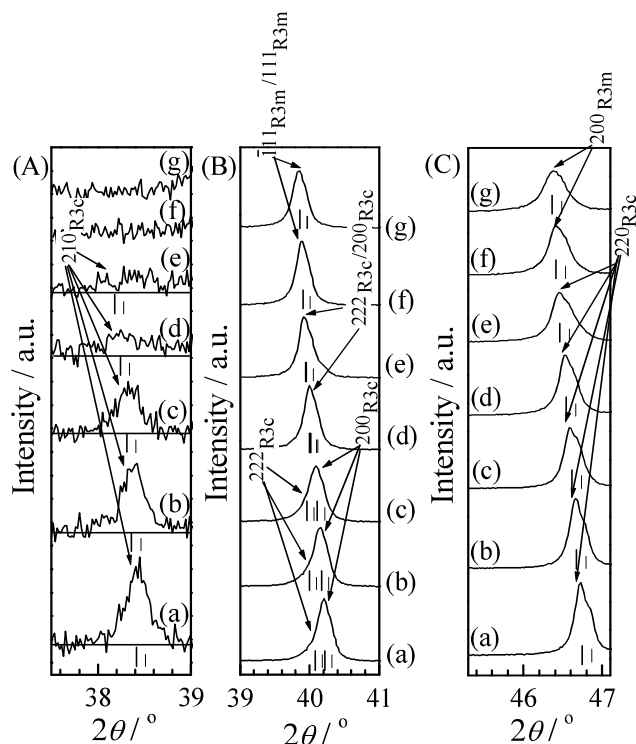 (A)
Intensity / a.u.
210'R3c
(g)
(f)
(e)
(d)
(c)
(b)
(a)
38
39
2θ / °
(B)
Intensity / a.u.
-111R3m/111R3m
222R3c/200R3c
222R3c
200R3c
(g)
(f)
(e)
(d)
(c)
(b)
(a)
39
40
41
2θ / °
(C)
Intensity / a.u.
200R3m
220R3c
(g)
(f)
(e)
(d)
(c)
(b)
(a)
46
47
2θ / °